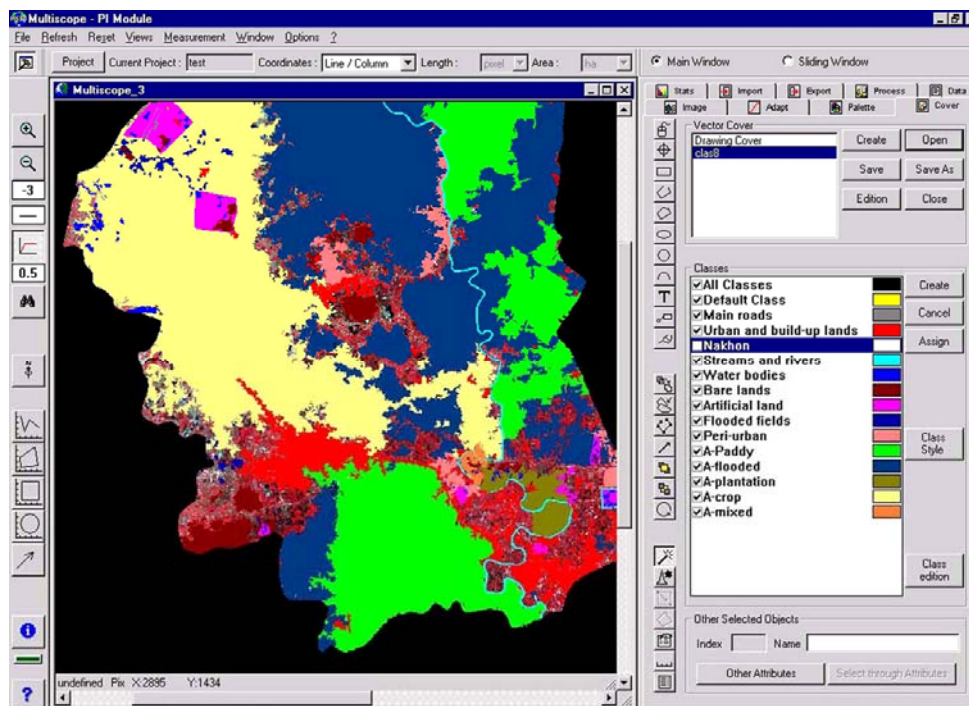 Multiscope - PI Module
File Refresh Reset Views Measurement Window Options ?
Project Current Project : test Coordinates : Line / Column Length : pixel Area : ha
Main Window Sliding Window
Multiscope_3
Stats Import Export Process Data
Image Adapt Palette Cover
Vector Cover
Drawing Cover
clas8
Create Open
Save Save As
Edition Close
-3
0.5
Classes
All Classes
Default Class
Main roads
Urban and build-up lands
Nakhon
Streams and rivers
Water bodies
Bare lands
Artificial land
Flooded fields
Peri-urban
A-Paddy
A-flooded
A-plantation
A-crop
A-mixed
Create
Cancel
Assign
Class
Style
Class
edition
T
Other Selected Objects
Index Name
Other Attributes Select through Attributes
undefined Pix X:2895 Y:1434
i
?